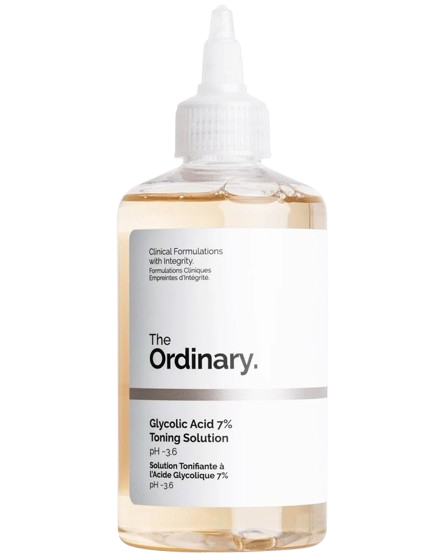 Clinical Formulations
with Integrity.
Formulations Cliniques
Empreintes d'Intégrité.
The
Ordinary.
Glycolic Acid 7%
Toning Solution
pH ~3.6
Solution Tonifiante à
l'Acide Glycolique 7%
pH ~3.6